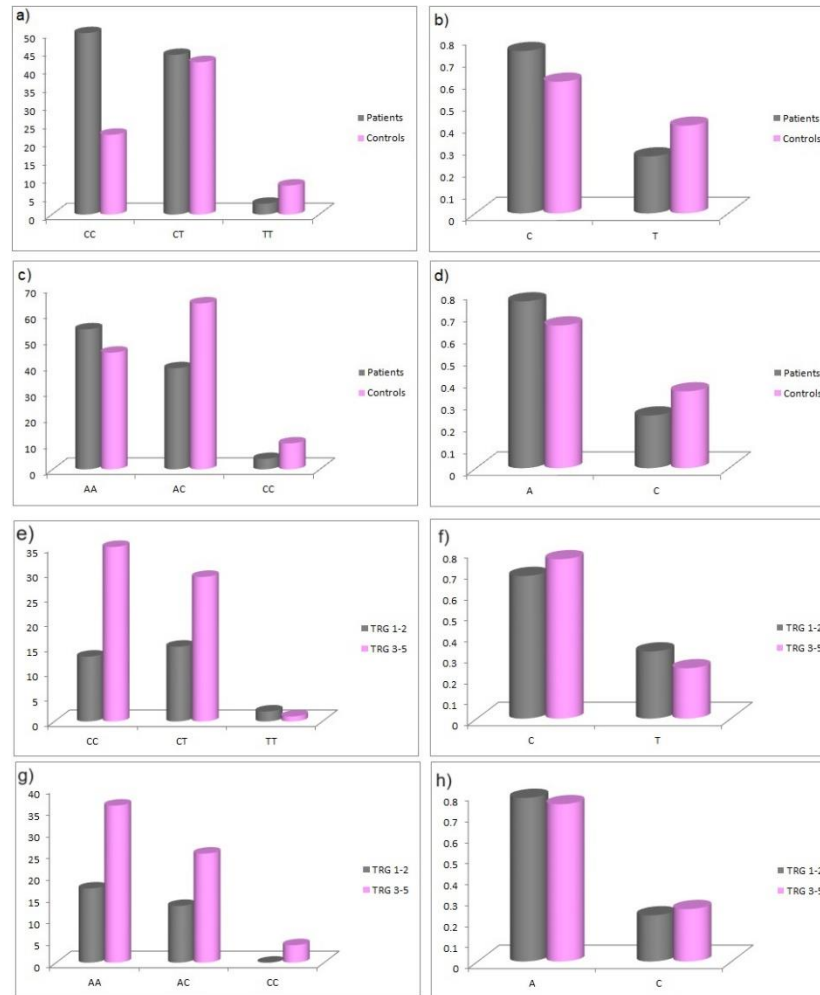 a)
50
45
40
35
30
25
20
15
10
5
0
CC CT TT
Patients
Controls
b)
0.8
0.7
0.6
0.5
0.4
0.3
0.2
0.1
0
C T
Patients
Controls
c)
70
60
50
40
30
20
10
0
AA AC CC
Patients
Controls
d)
0.8
0.7
0.6
0.5
0.4
0.3
0.2
0.1
0
A C
Patients
Controls
e)
35
30
25
20
15
10
5
0
CC CT TT
TRG 1-2
TRG 3-5
f)
0.8
0.7
0.6
0.5
0.4
0.3
0.2
0.1
0
C T
TRG 1-2
TRG 3-5
g)
40
35
30
25
20
15
10
5
0
AA AC CC
TRG 1-2
TRG 3-5
h)
0.8
0.7
0.6
0.5
0.4
0.3
0.2
0.1
0
A C
TRG 1-2
TRG 3-5